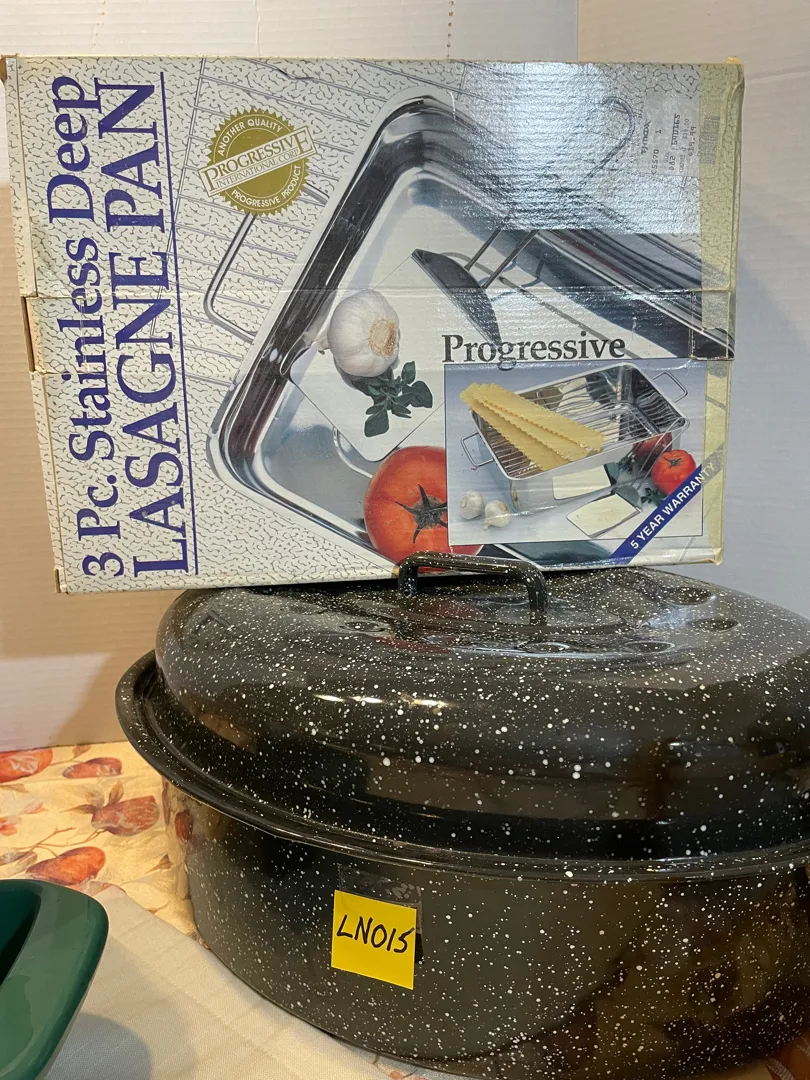 3 Pc. Stainless Deep
LASAGNE PAN
ANOTHER QUALITY
PROGRESSIVE
INTERNATIONAL CORP.
PROGRESSIVE PRODUCT
Progressive
5 YEAR WARRANTY
LN015